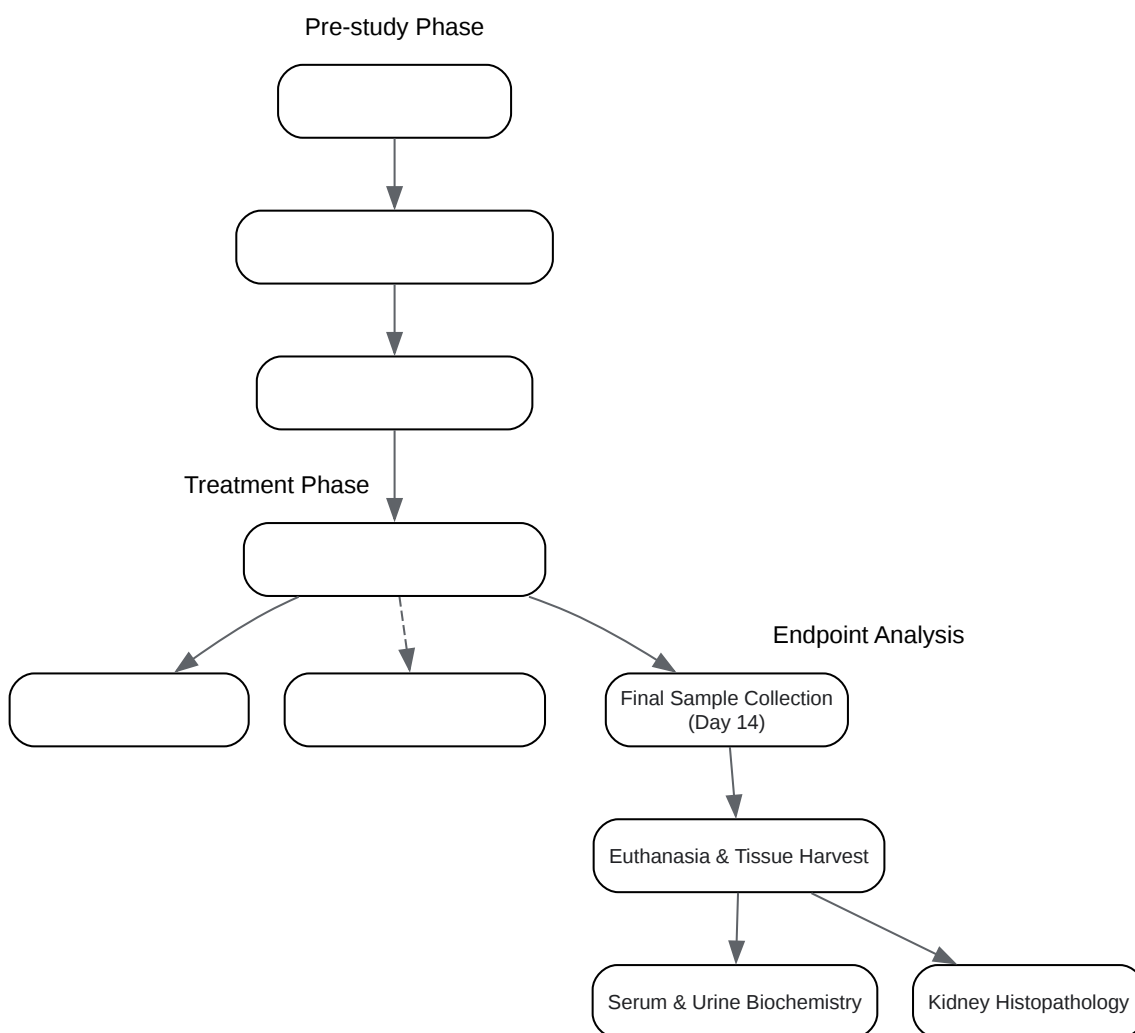 Pre-study Phase
Treatment Phase
Endpoint Analysis
Final Sample Collection
(Day 14)
Euthanasia & Tissue Harvest
Serum & Urine Biochemistry
Kidney Histopathology